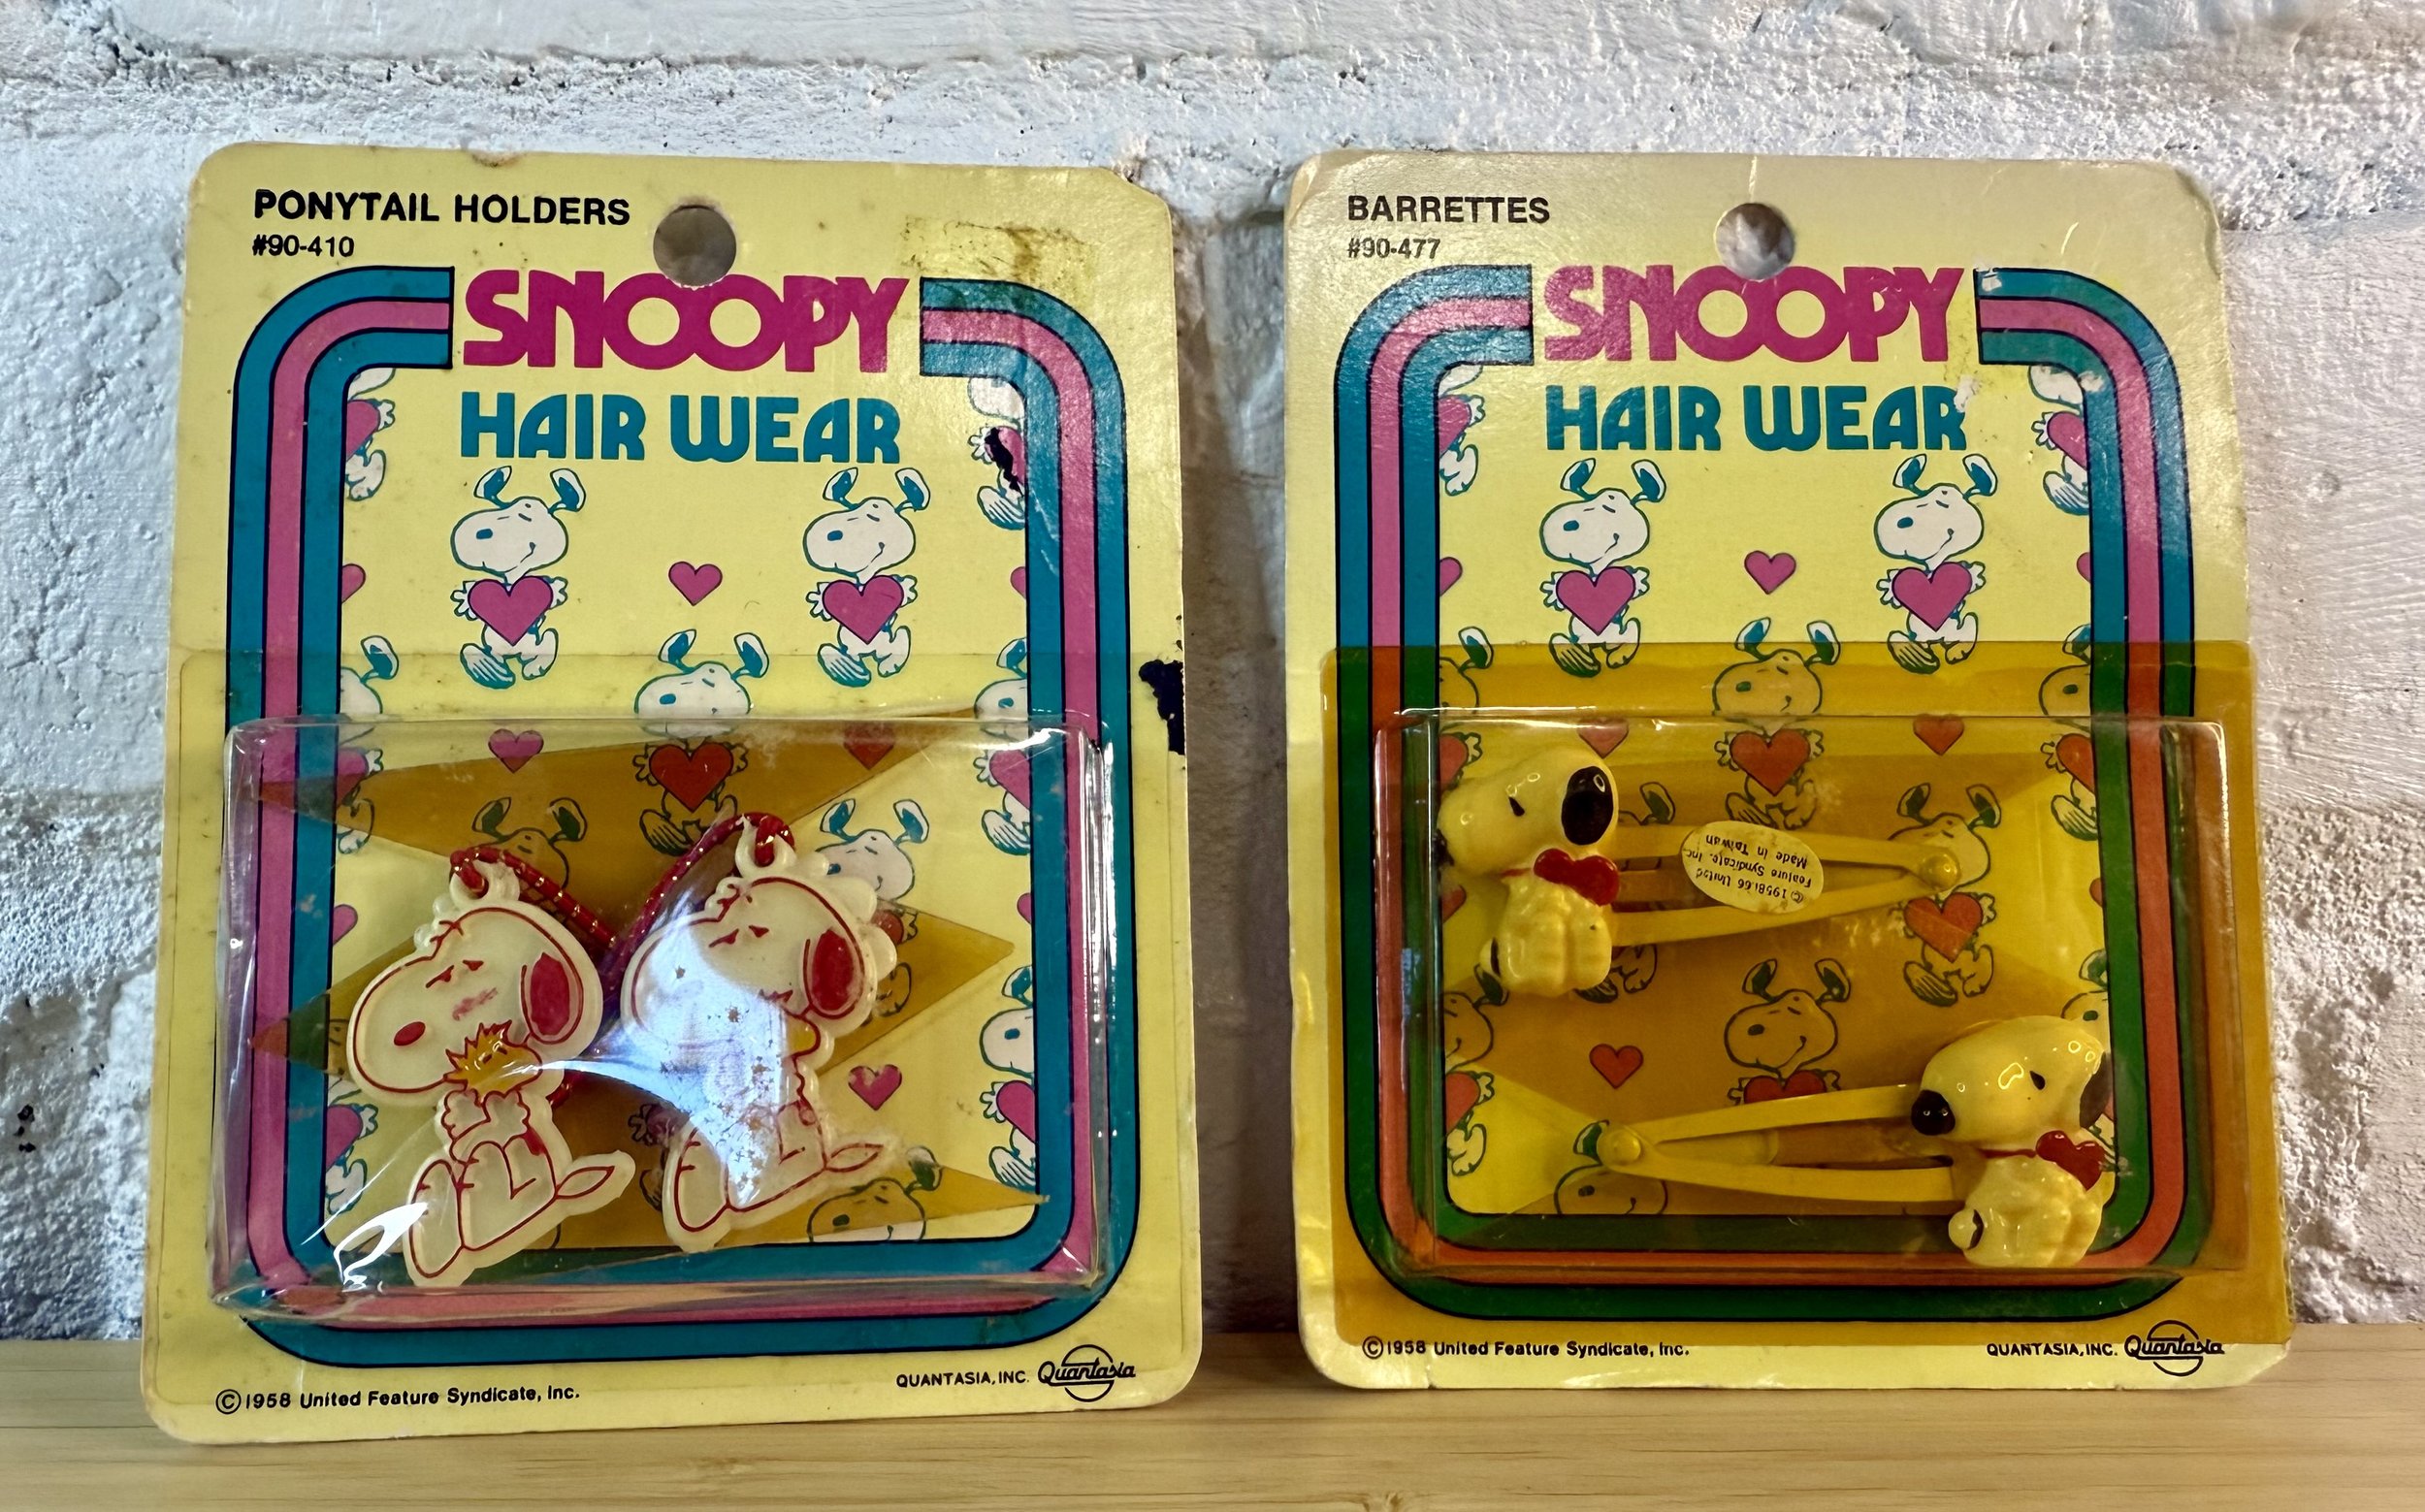 PONYTAIL HOLDERS
#90-410
SNOOPY
HAIR WEAR
©1958 United Feature Syndicate, Inc.
QUANTASIA, INC. Quantasia
BARRETTES
#90-477
SNOOPY
HAIR WEAR
© 1958, 66 United
Feature Syndicate, Inc.
Made in Taiwan
©1958 United Feature Syndicate, Inc.
QUANTASIA, INC. Quantasia